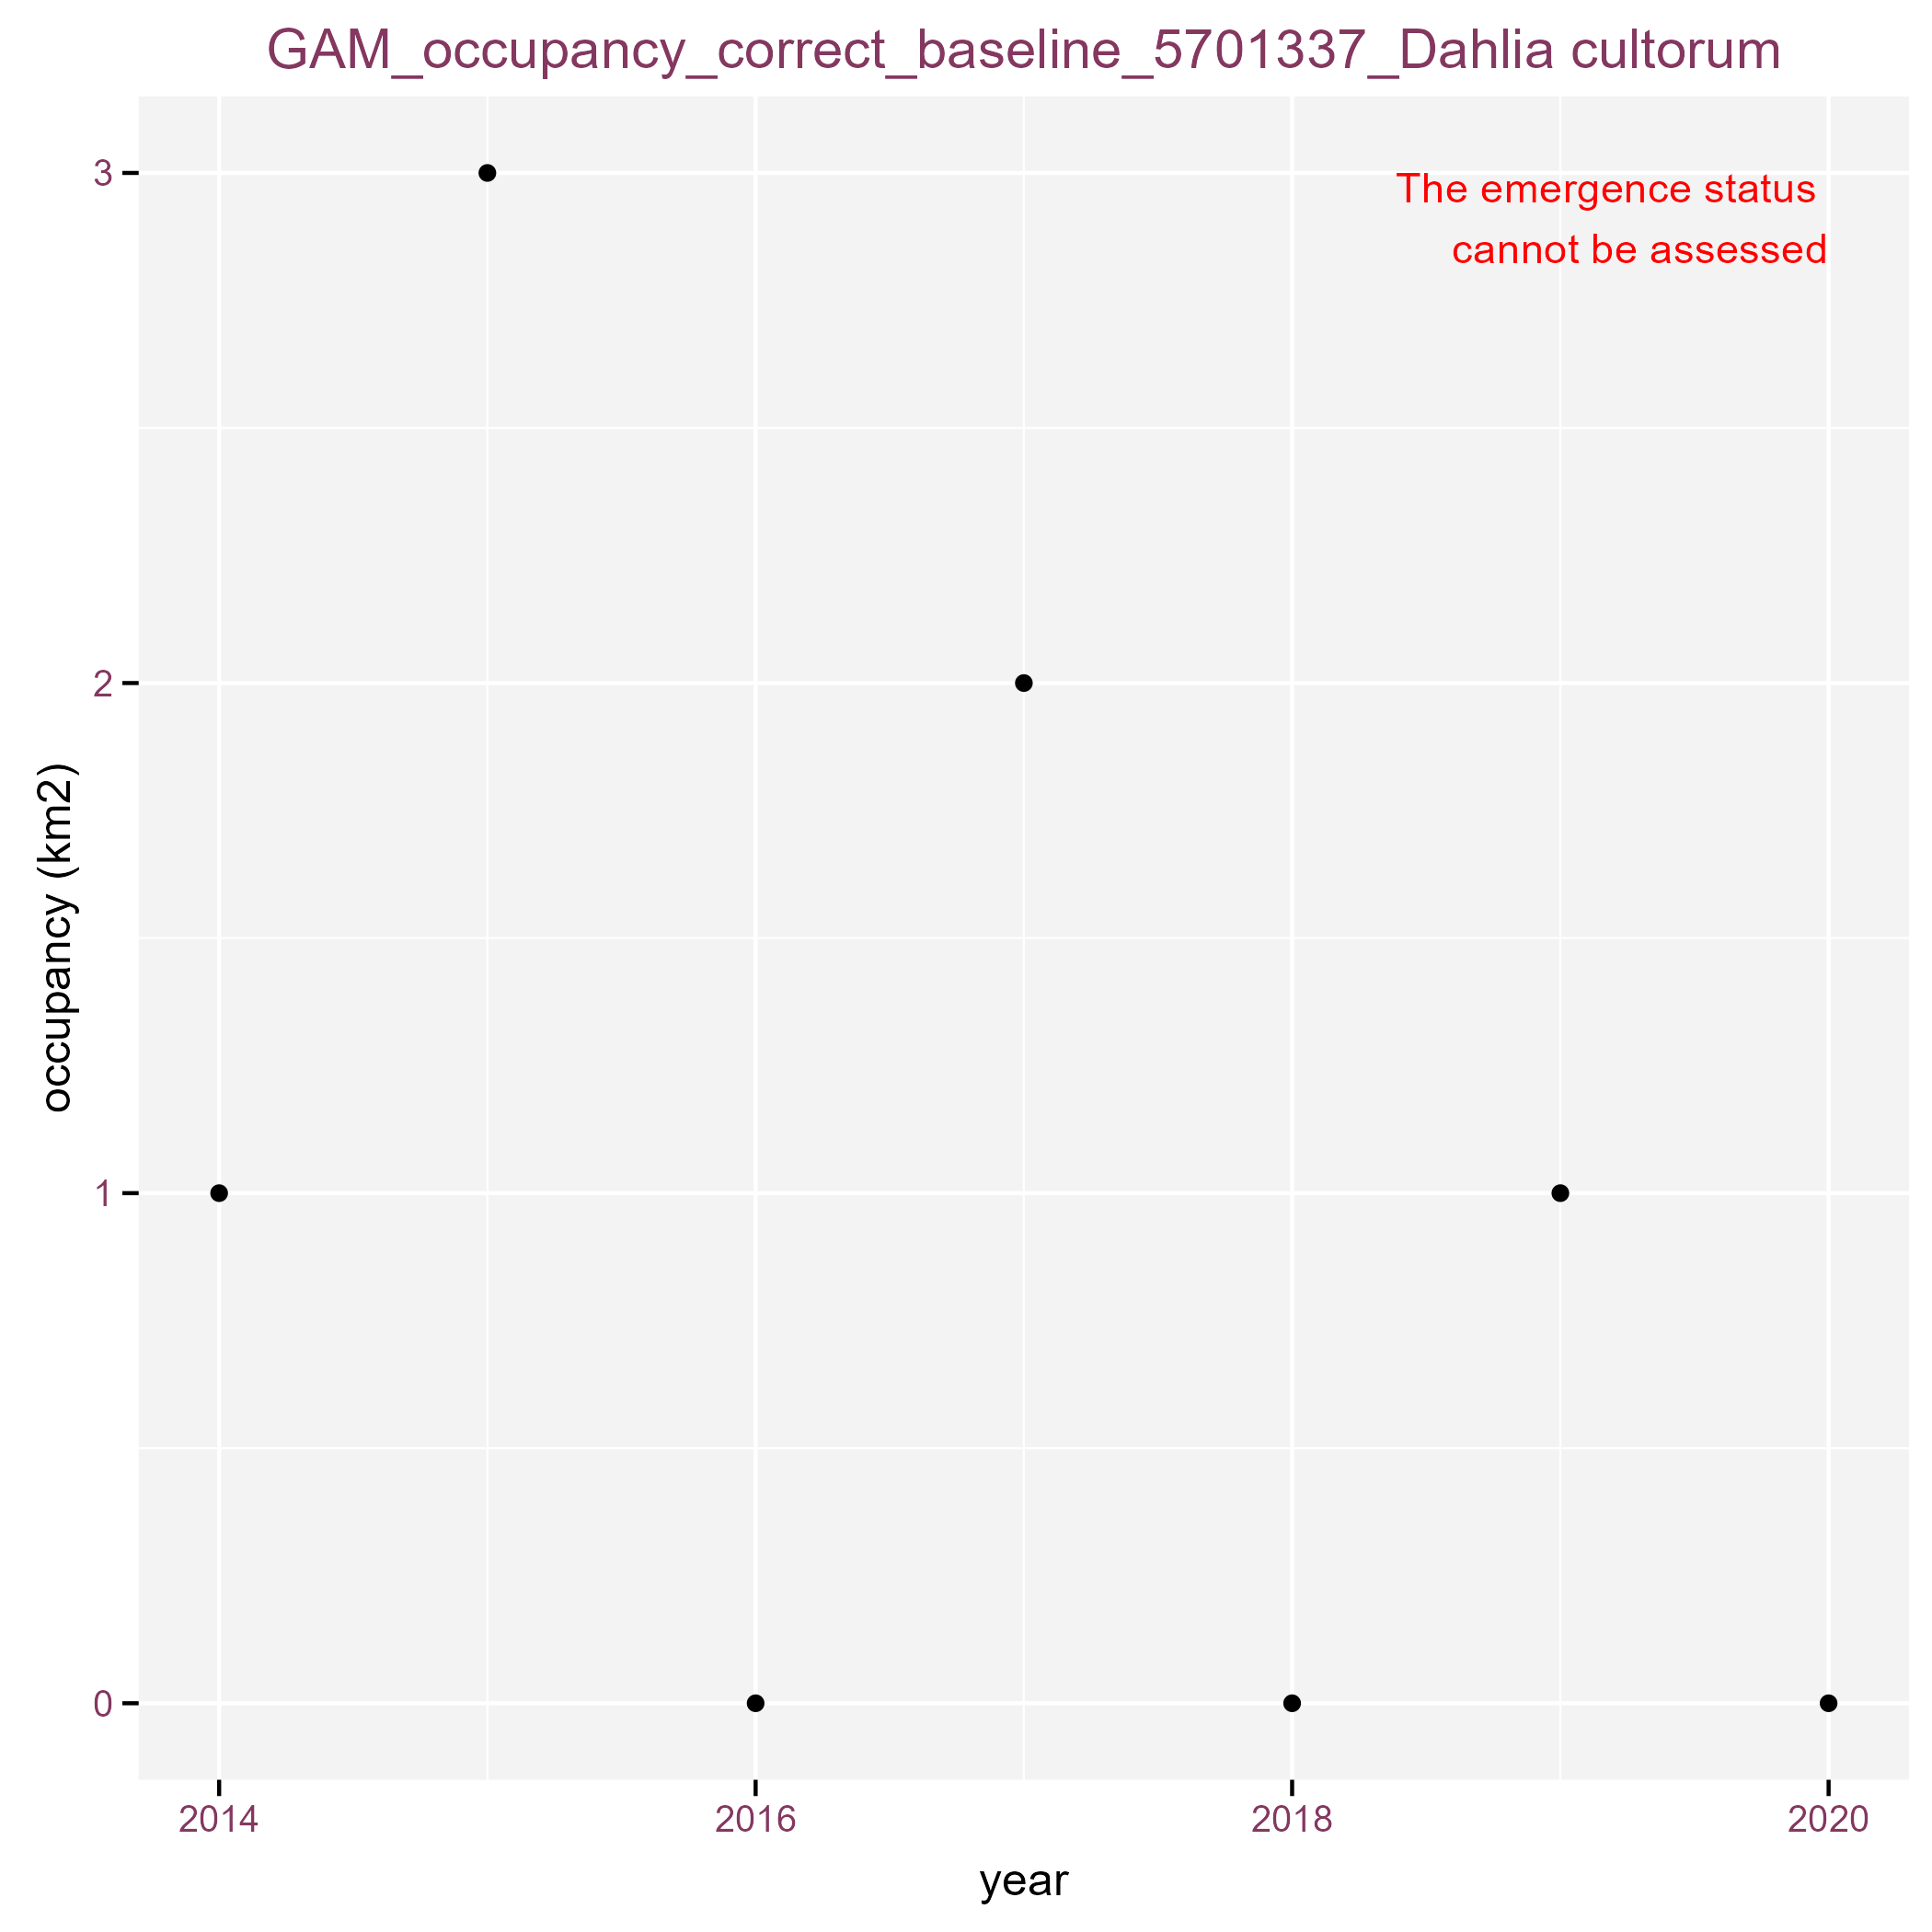 GAM_occupancy_correct_baseline_5701337_Dahlia cultorum
The emergence status
cannot be assessed
3
2
1
0
occupancy (km2)
2014 2016 2018 2020
year